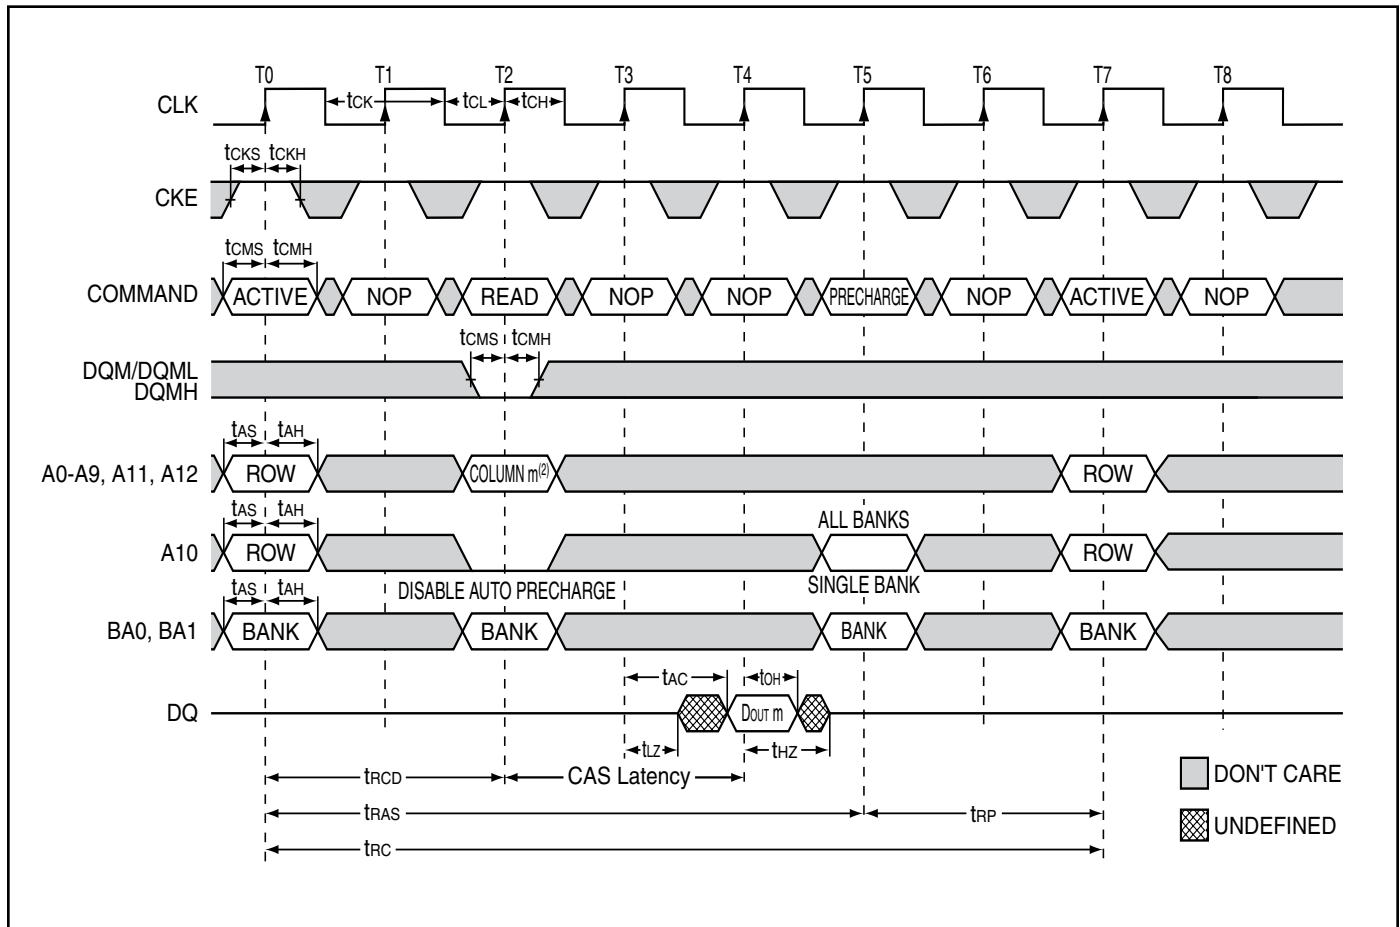 T0 T1 T2 T3 T4 T5 T6 T7 T8
CLK tCK tCL tCH
tCKS tCKH
CKE
tCMS tCMH
COMMAND ACTIVE NOP READ NOP NOP PRECHARGE NOP ACTIVE NOP
tCMS tCMH
DQM/DQML
DQMH
tAS tAH
A0-A9, A11, A12 ROW COLUMN m(2) ROW
tAS tAH ALL BANKS
A10 ROW ROW
DISABLE AUTO PRECHARGE SINGLE BANK
tAS tAH
BA0, BA1 BANK BANK BANK BANK
tAC tOH
DQ DOUT m
tLZ tHZ
tRCD CAS Latency
DON'T CARE
tRAS tRP
UNDEFINED
tRC